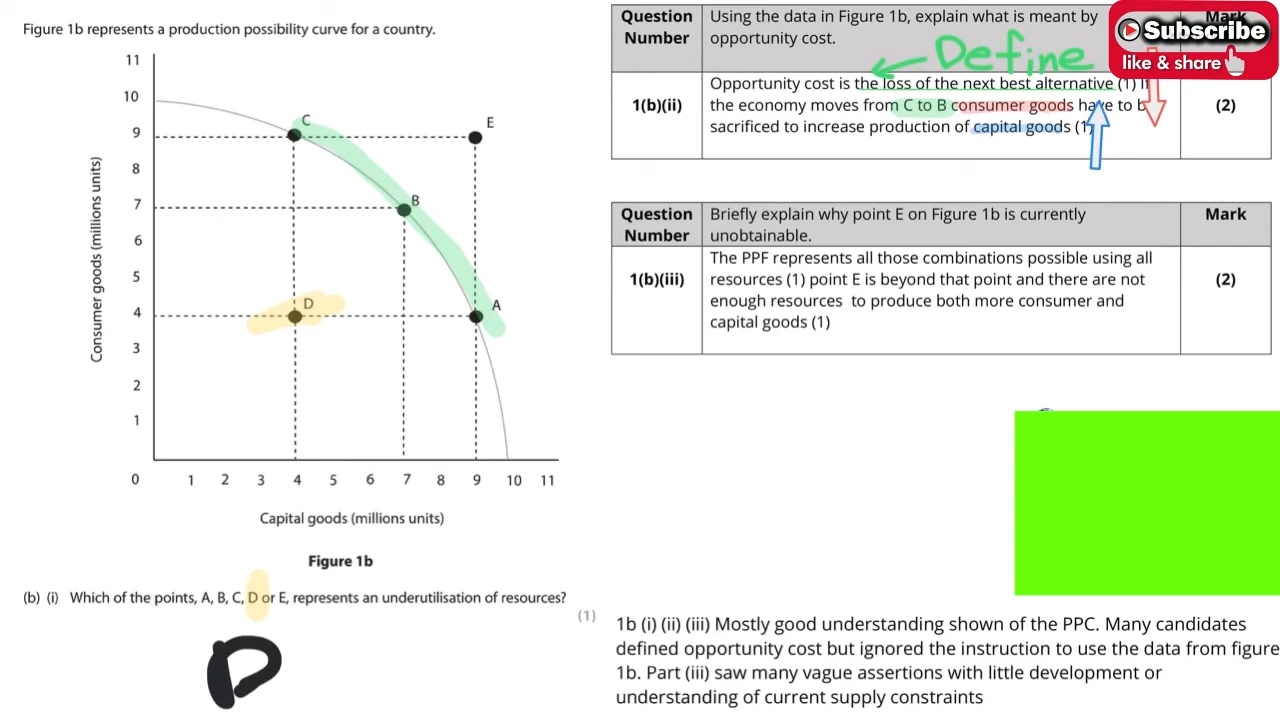 Figure 1b represents a production possibility curve for a country.
11
10
9
8
7
6
5
4
3
2
1
0
1 2 3 4 5 6 7 8 9 10 11
Consumer goods (millions units)
C
E
B
D
A
Capital goods (millions units)
Figure 1b
(b) (i) Which of the points, A, B, C, D or E, represents an underutilisation of resources?
(1)
D
Question Number
Using the data in Figure 1b, explain what is meant by
opportunity cost.
Mark
Define
Subscribe
like & share
1(b)(ii)
Opportunity cost is the loss of the next best alternative (1) If
the economy moves from C to B consumer goods have to b
sacrificed to increase production of capital goods (1)
(2)
Question Number
Briefly explain why point E on Figure 1b is currently
unobtainable.
Mark
1(b)(iii)
The PPF represents all those combinations possible using all
resources (1) point E is beyond that point and there are not
enough resources to produce both more consumer and
capital goods (1)
(2)
1b (i) (ii) (iii) Mostly good understanding shown of the PPC. Many candidates
defined opportunity cost but ignored the instruction to use the data from figure
1b. Part (iii) saw many vague assertions with little development or
understanding of current supply constraints